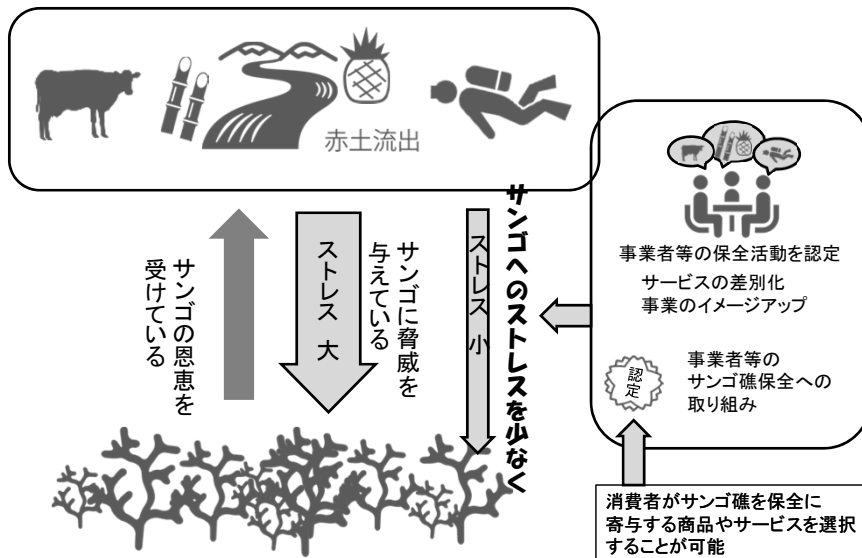 赤土流出
サンゴの恩恵を
受けている
ストレス 大
サンゴに脅威を
与えている
ストレス 小
サンゴへのストレスを少なく
事業者等の保全活動を認定
サービスの差別化
事業のイメージアップ
認定
事業者等の
サンゴ礁保全への
取り組み
消費者がサンゴ礁を保全に
寄与する商品やサービスを選択
することが可能